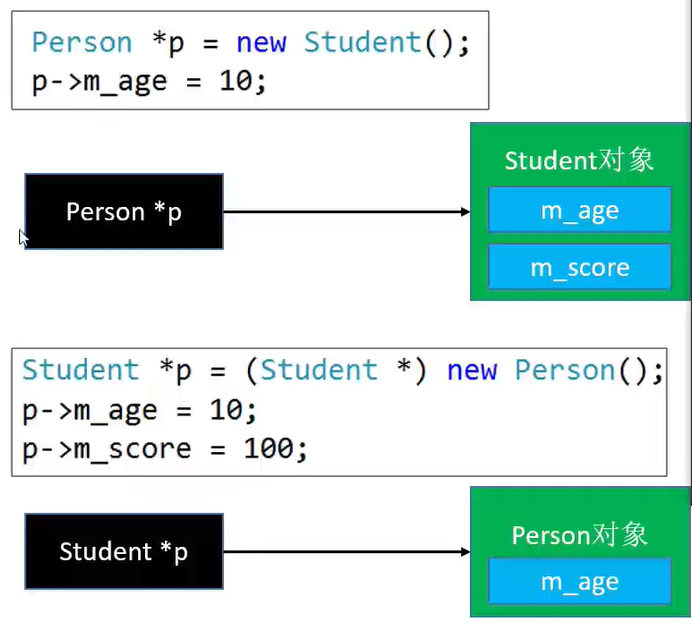 Person *p = new Student();
p->m_age = 10;
Person *p
Student对象
m_age
m_score
Student *p = (Student *) new Person();
p->m_age = 10;
p->m_score = 100;
Student *p
Person对象
m_age